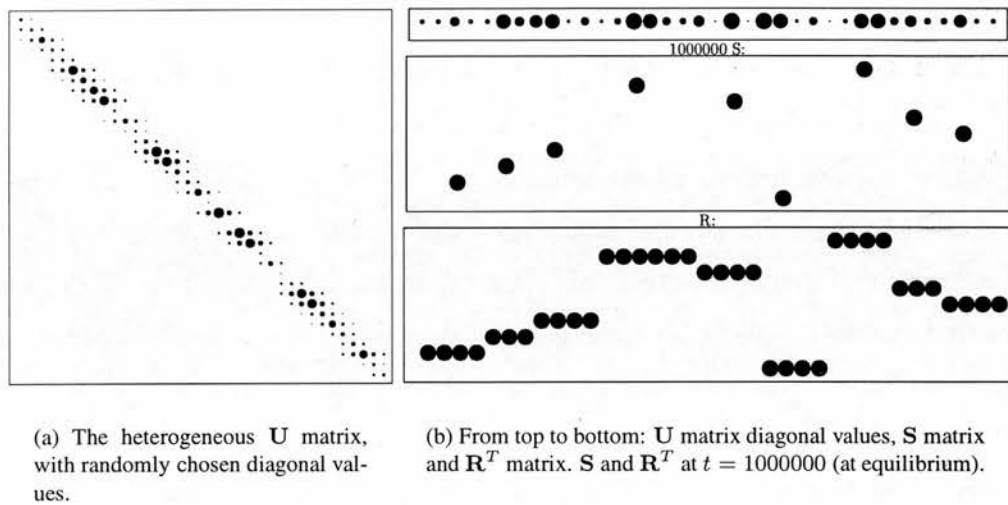 1000000 S:
R:
(a) The heterogeneous U matrix,
with randomly chosen diagonal val-
ues.
(b) From top to bottom: U matrix diagonal values, S matrix
and R^T matrix. S and R^T at t = 1000000 (at equilibrium).